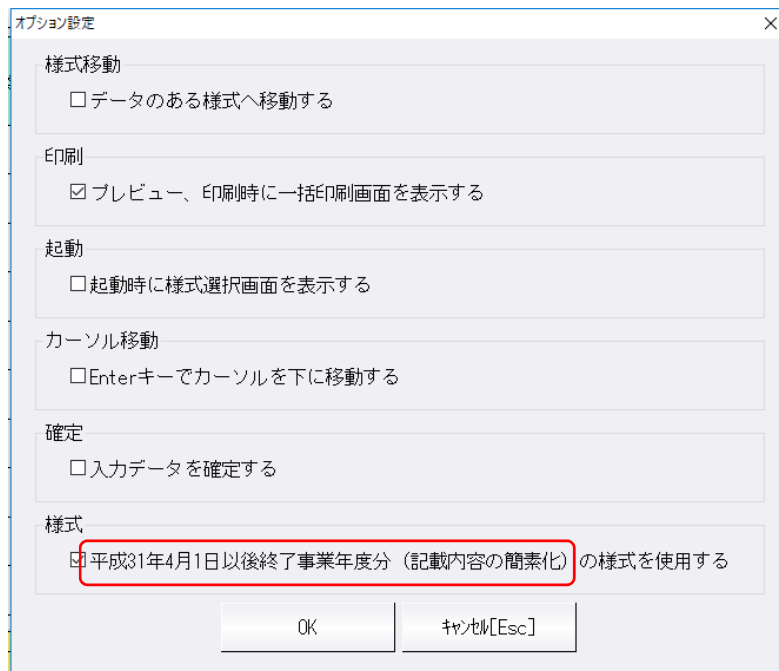 オプション設定
様式移動
データのある様式へ移動する
印刷
プレビュー、印刷時に一括印刷画面を表示する
起動
起動時に様式選択画面を表示する
カーソル移動
Enterキーでカーソルを下に移動する
確定
入力データを確定する
様式
平成31年4月1日以後終了事業年度分（記載内容の簡素化）の様式を使用する
OK ｷｬﾝｾﾙ[Esc]